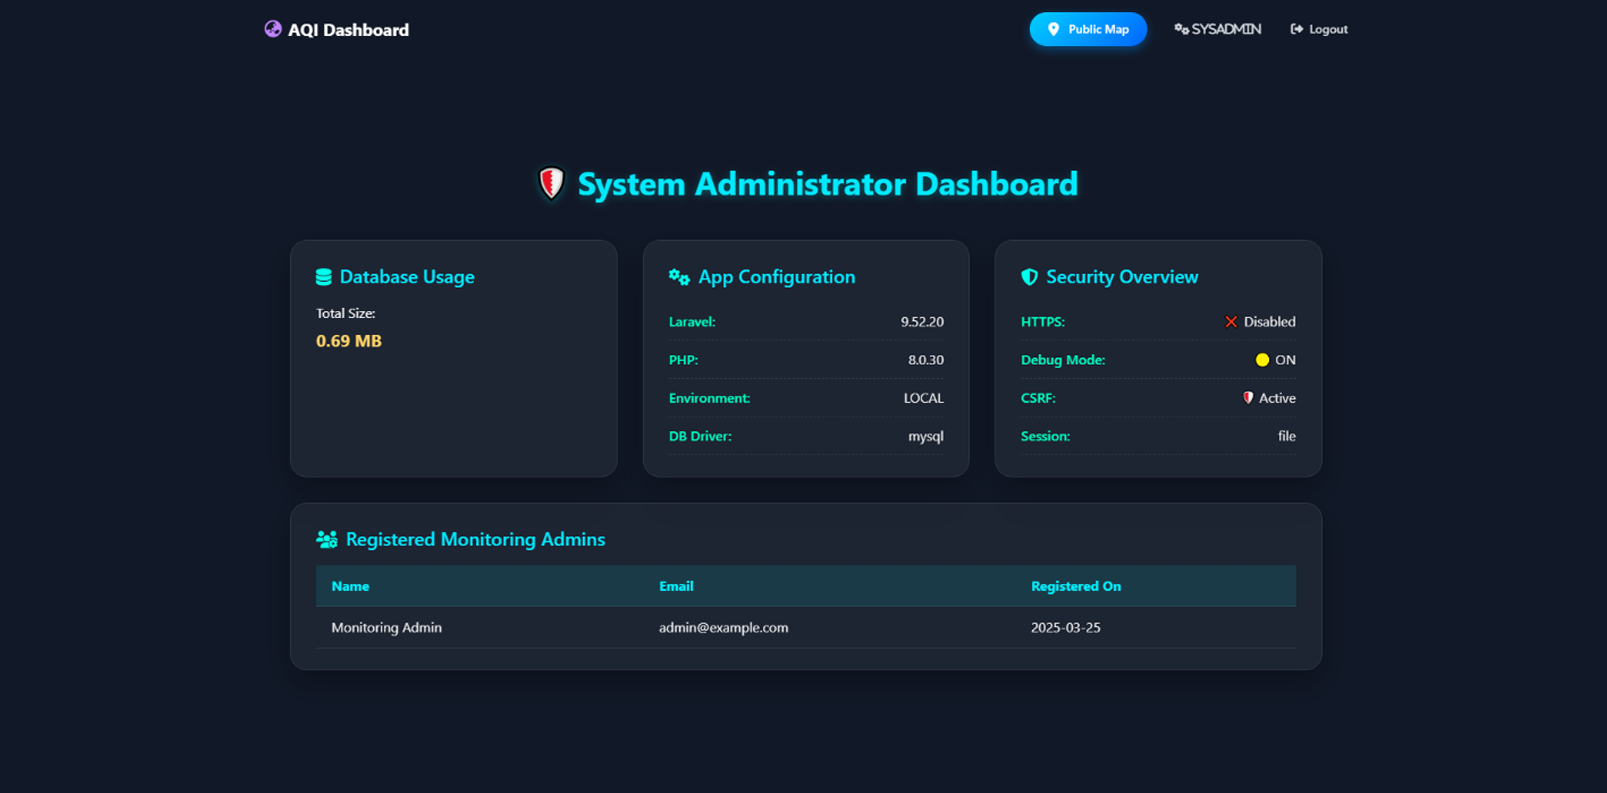 AQI Dashboard
Public Map
SYSADMIN
Logout
System Administrator Dashboard
Database Usage
Total Size:
0.69 MB
App Configuration
Laravel: 9.52.20
PHP: 8.0.30
Environment: LOCAL
DB Driver: mysql
Security Overview
HTTPS: ❌ Disabled
Debug Mode: 🟡 ON
CSRF: 🛡 Active
Session: file
Registered Monitoring Admins
Name Email Registered On
Monitoring Admin admin@example.com 2025-03-25